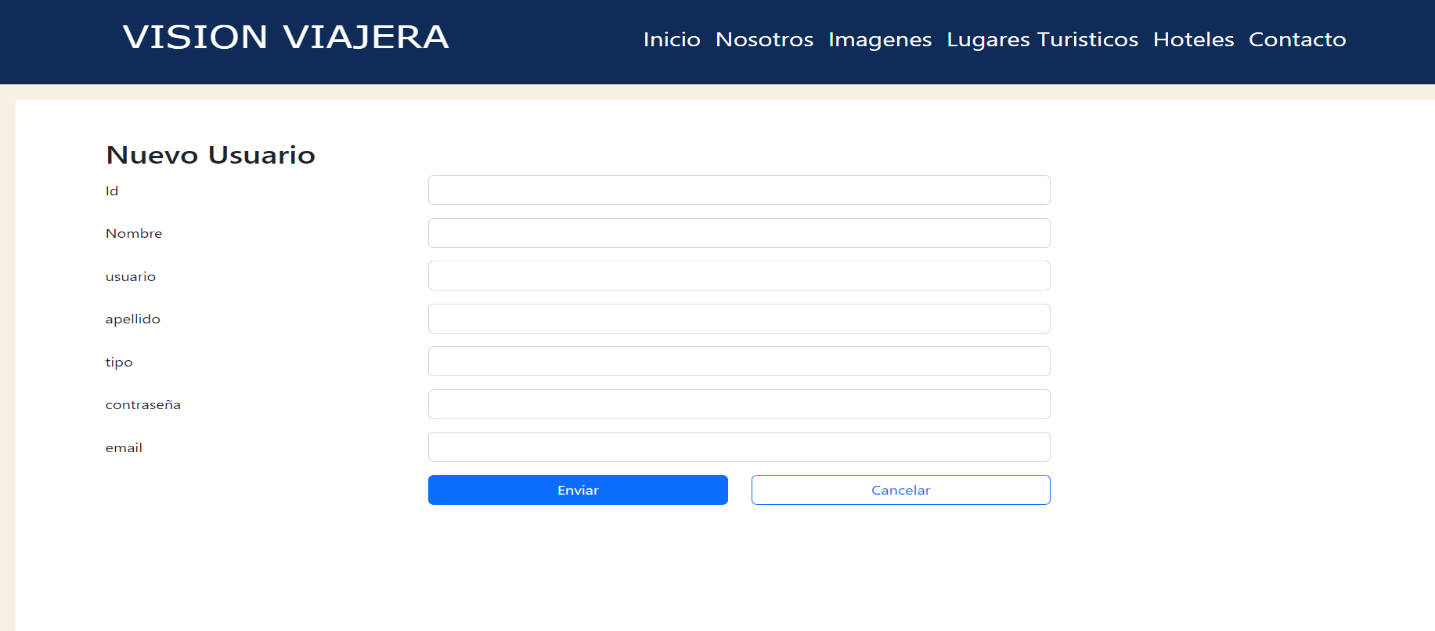 VISION VIAJERA
Inicio Nosotros Imagenes Lugares Turisticos Hoteles Contacto
Nuevo Usuario
Id
Nombre
usuario
apellido
tipo
contraseña
email
Enviar Cancelar